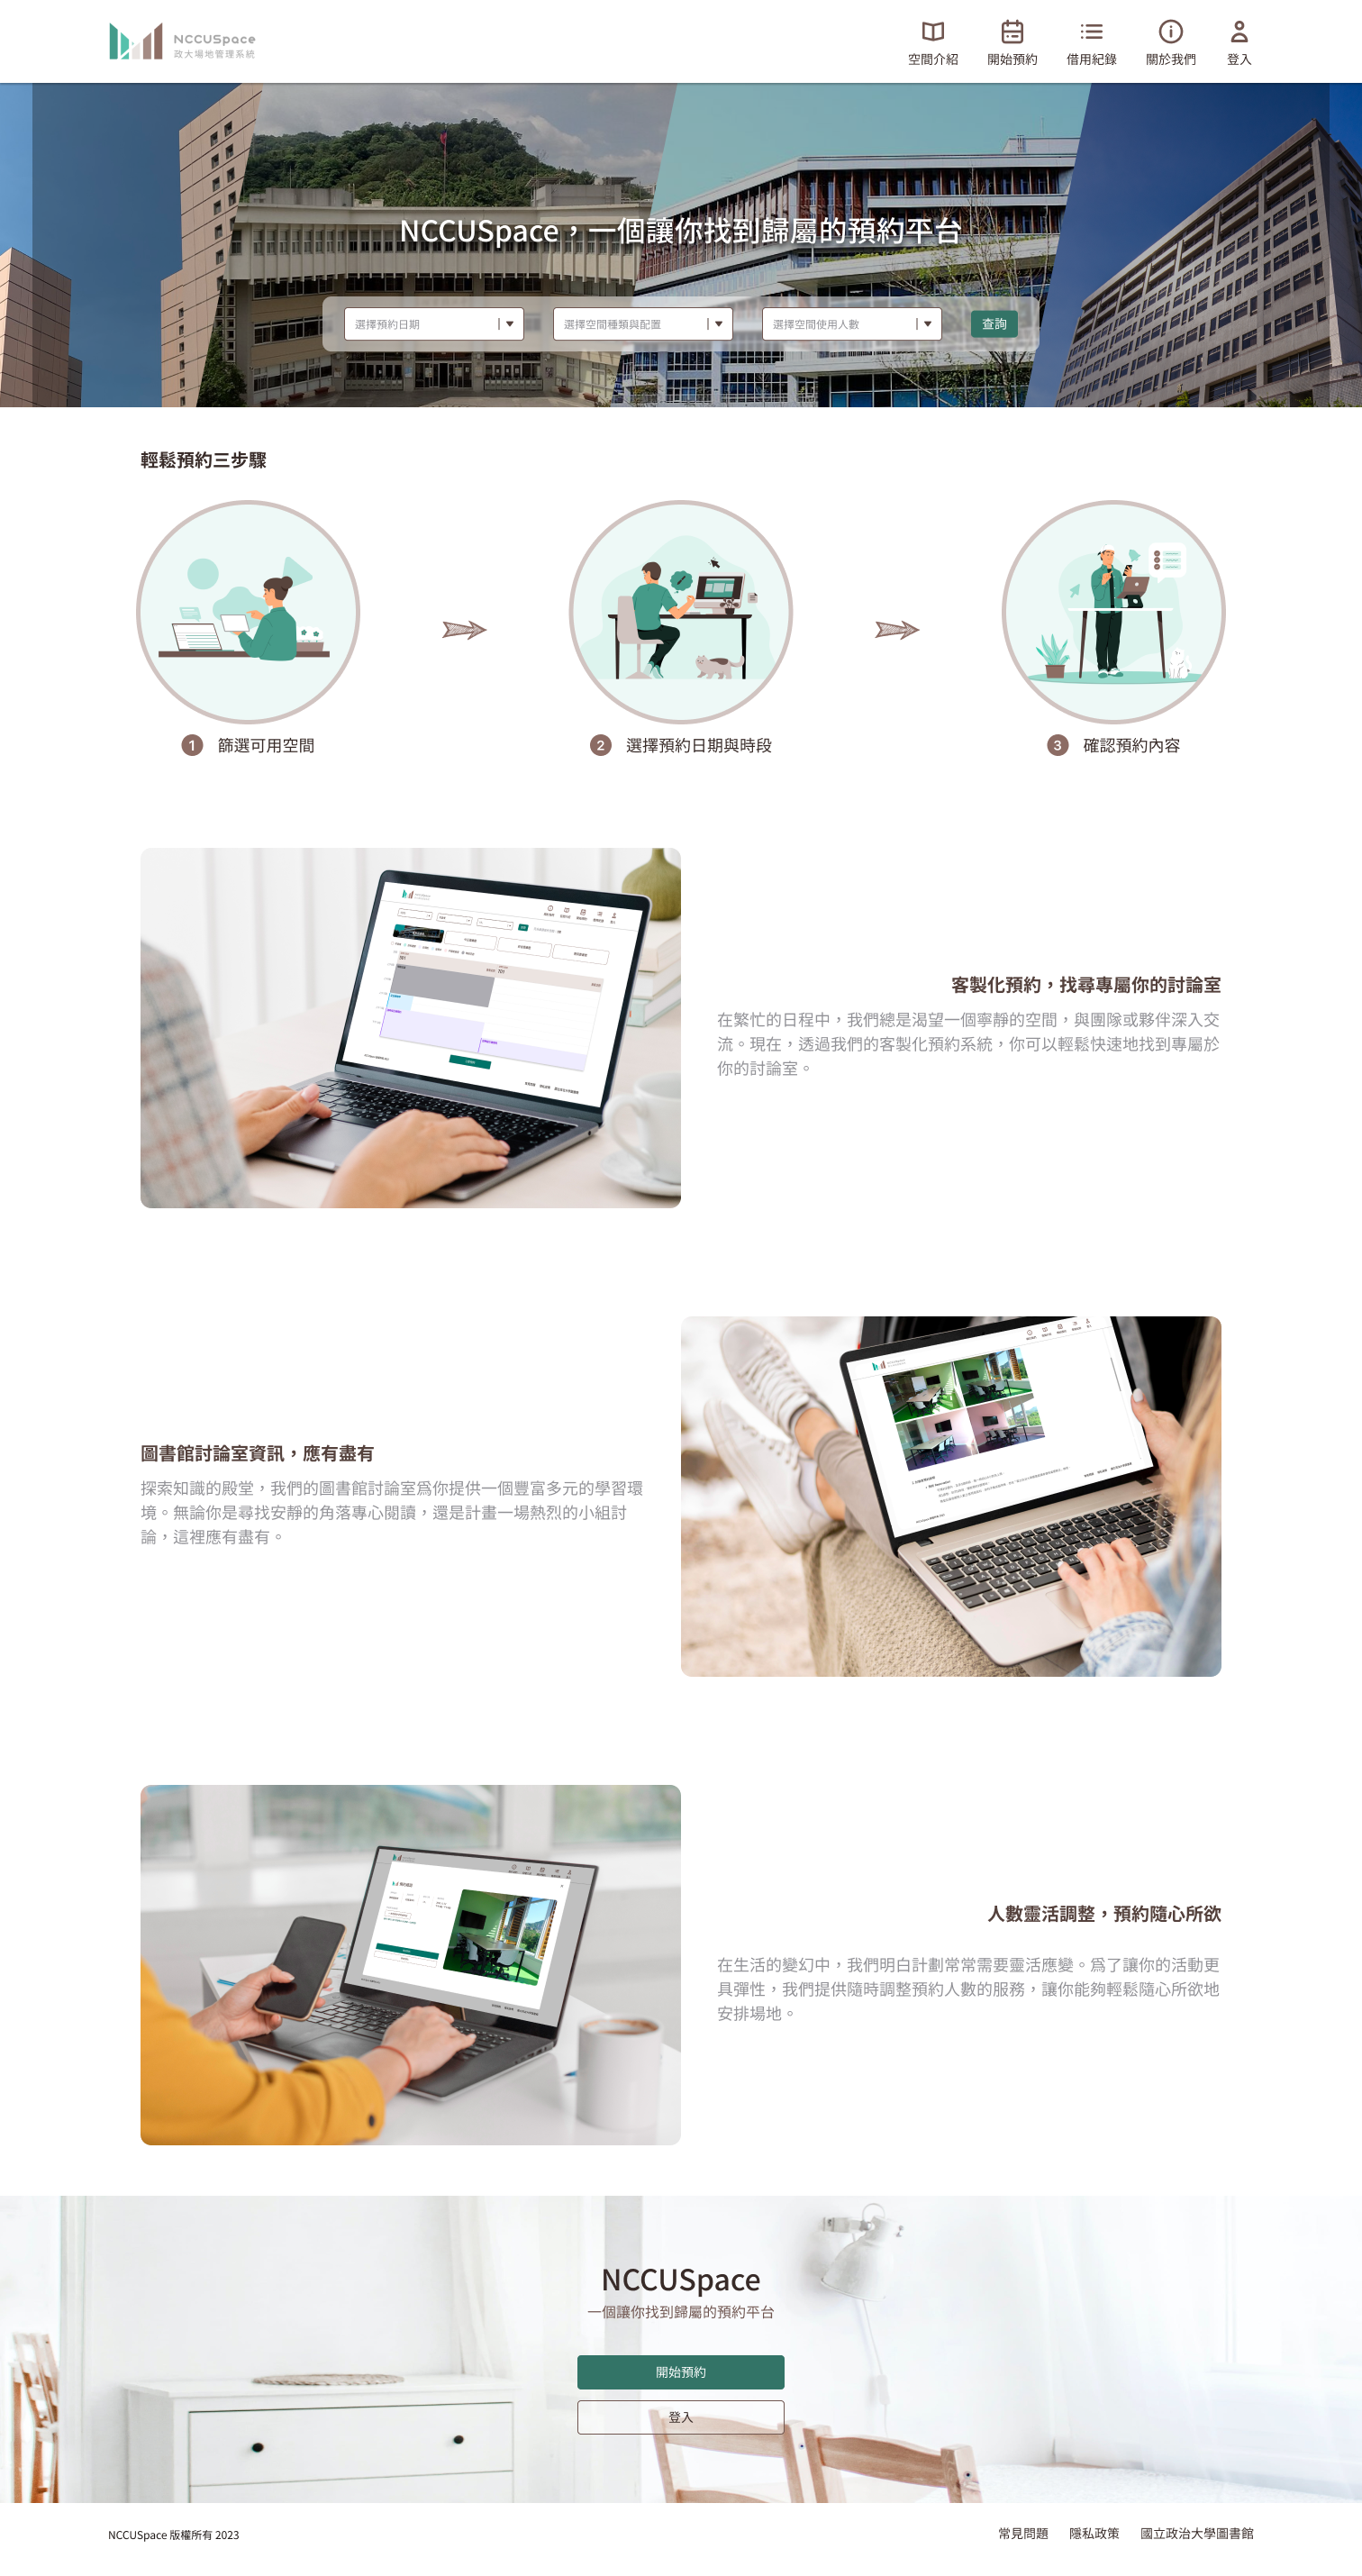 NCCUSpace
政大場地管理系統
空間介紹
開始預約
借用紀錄
關於我們
登入
NCCUSpace，一個讓你找到歸屬的預約平台
選擇預約日期
選擇空間種類與配置
選擇空間使用人數
查詢
輕鬆預約三步驟
1 篩選可用空間
2 選擇預約日期與時段
3 確認預約內容
客製化預約，找尋專屬你的討論室
在繁忙的日程中，我們總是渴望一個寧靜的空間，與團隊或夥伴深入交
流。現在，透過我們的客製化預約系統，你可以輕鬆快速地找到專屬於
你的討論室。
圖書館討論室資訊，應有盡有
探索知識的殿堂，我們的圖書館討論室為你提供一個豐富多元的學習環
境。無論你是尋找安靜的角落專心閱讀，還是計畫一場熱烈的小組討
論，這裡應有盡有。
人數靈活調整，預約隨心所欲
在生活的變幻中，我們明白計劃常常需要靈活應變。為了讓你的活動更
具彈性，我們提供隨時調整預約人數的服務，讓你能夠輕鬆隨心所欲地
安排場地。
NCCUSpace
一個讓你找到歸屬的預約平台
開始預約
登入
NCCUSpace 版權所有 2023
常見問題
隱私政策
國立政治大學圖書館